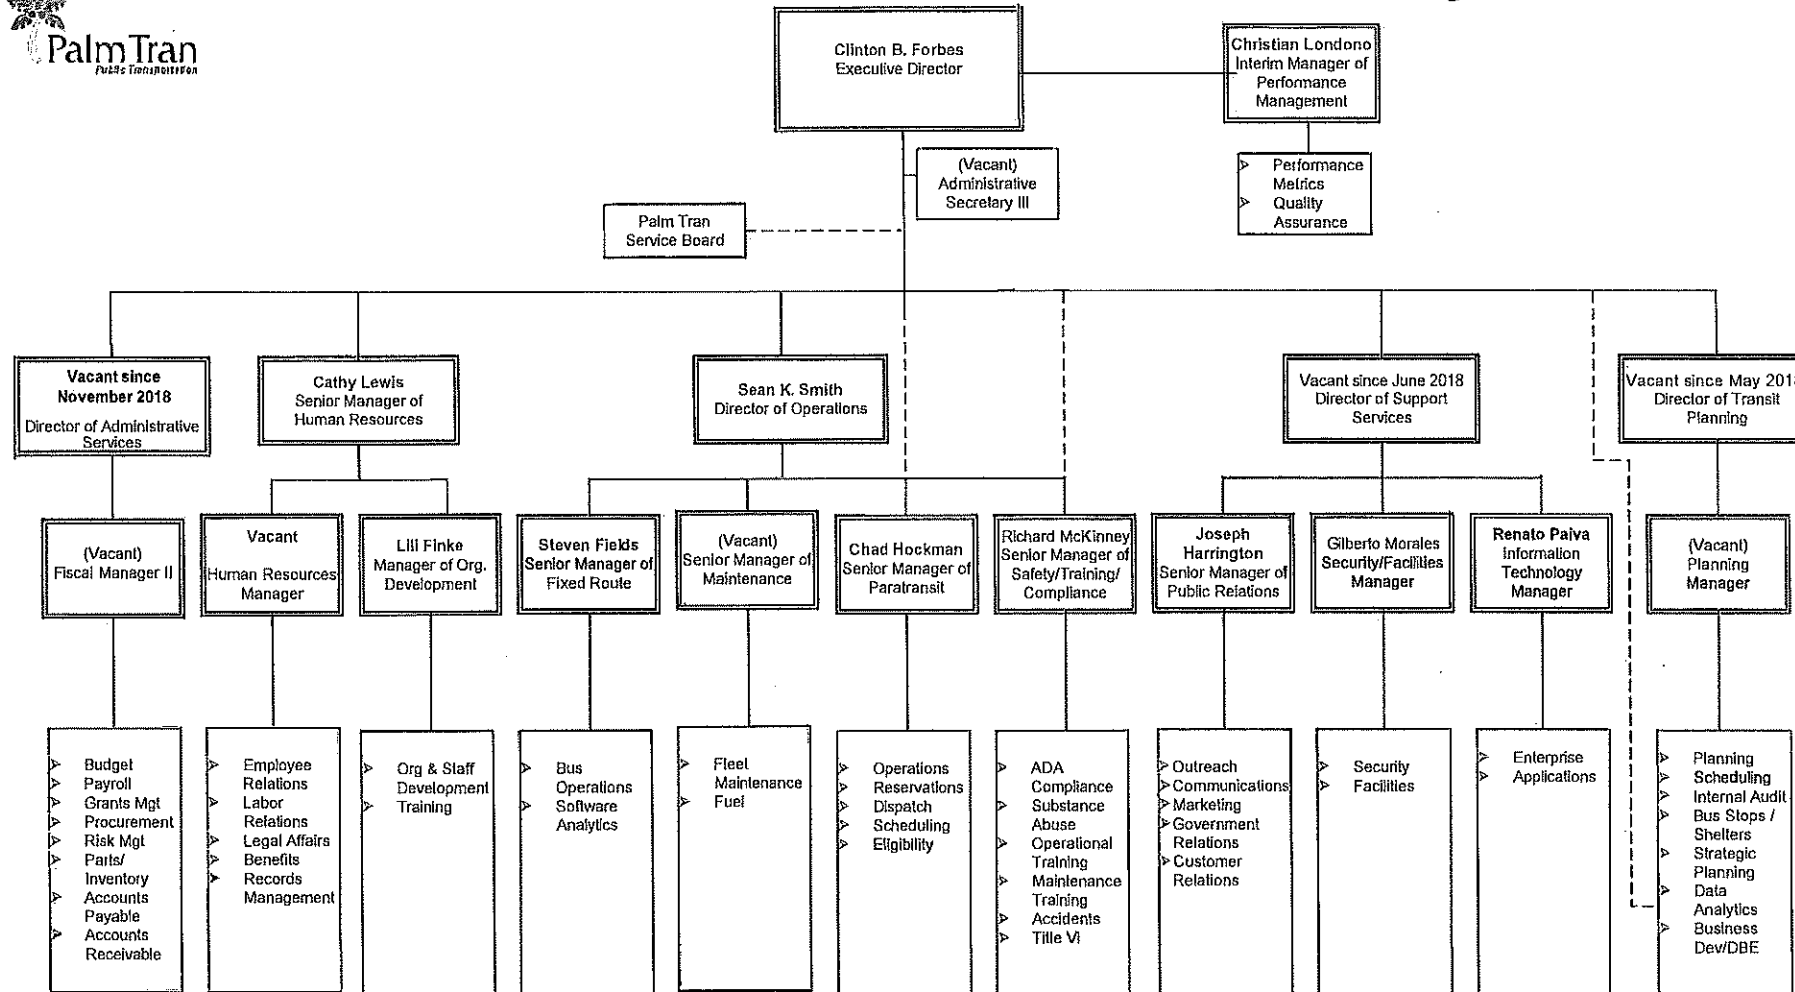 PalmTran
Public Transportation
Clinton B. Forbes
Executive Director
Christian Londono
Interim Manager of
Performance
Management
(Vacant)
Administrative
Secretary III
Performance
Metrics
Quality
Assurance
Palm Tran
Service Board
Vacant since
November 2018
Director of Administrative
Services
Cathy Lewis
Senior Manager of
Human Resources
Sean K. Smith
Director of Operations
Vacant since June 2018
Director of Support
Services
Vacant since May 2018
Director of Transit
Planning
(Vacant)
Fiscal Manager II
Vacant
Human Resources
Manager
Lili Finke
Manager of Org.
Development
Steven Fields
Senior Manager of
Fixed Route
(Vacant)
Senior Manager of
Maintenance
Chad Hockman
Senior Manager of
Paratransit
Richard McKinney
Senior Manager of
Safety/Training/
Compliance
Joseph
Harrington
Senior Manager of
Public Relations
Gilberto Morales
Security/Facilities
Manager
Renato Paiva
Information
Technology
Manager
(Vacant)
Planning
Manager
Budget
Payroll
Grants Mgt
Procurement
Risk Mgt
Parts/
Inventory
Accounts
Payable
Accounts
Receivable
Employee
Relations
Labor
Relations
Legal Affairs
Benefits
Records
Management
Org & Staff
Development
Training
Bus
Operations
Software
Analytics
Fleet
Maintenance
Fuel
Operations
Reservations
Dispatch
Scheduling
Eligibility
ADA
Compliance
Substance
Abuse
Operational
Training
Maintenance
Training
Accidents
Title VI
Outreach
Communications
Marketing
Government
Relations
Customer
Relations
Security
Facilities
Enterprise
Applications
Planning
Scheduling
Internal Audit
Bus Stops /
Shelters
Strategic
Planning
Data
Analytics
Business
Dev/DBE